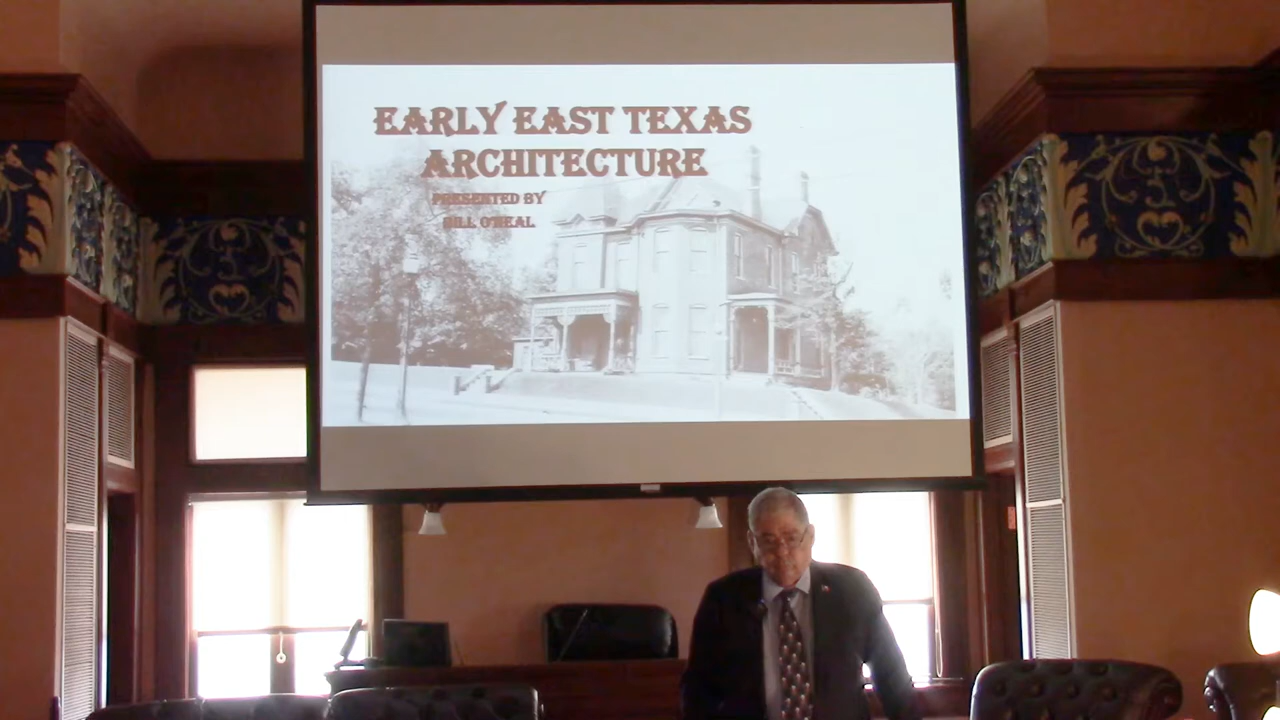 EARLY EAST TEXAS
ARCHITECTURE
PRESENTED BY
BILL O'NEAL